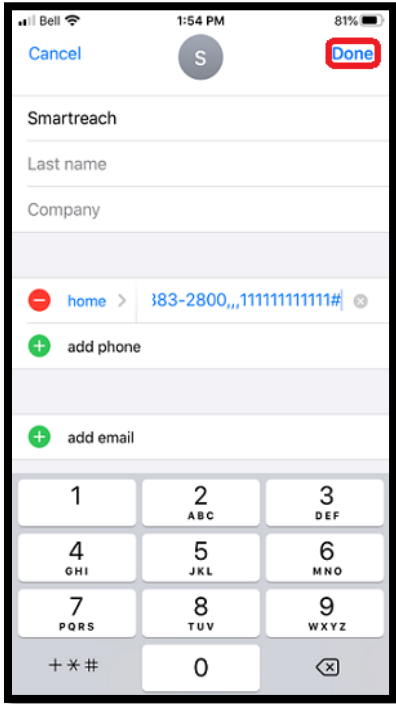 Bell 1:54 PM 81%
Cancel S Done
Smartreach
Last name
Company
home 383-2800,,,111111111111#
add phone
add email
1 2 3
ABC DEF
4 5 6
GHI JKL MNO
7 8 9
PQRS TUV WXYZ
+*# 0